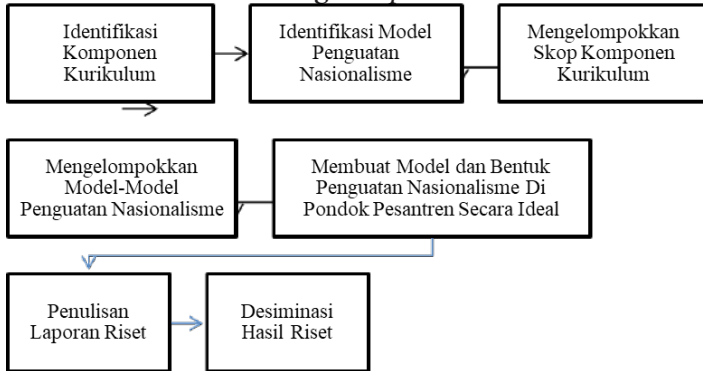 Identifikasi
Komponen
Kurikulum
Identifikasi Model
Penguatan
Nasionalisme
Mengelompokkan
Skop Komponen
Kurikulum
Mengelompokkan
Model-Model
Penguatan Nasionalisme
Membuat Model dan Bentuk
Penguatan Nasionalisme Di
Pondok Pesantren Secara Ideal
Penulisan
Laporan Riset
Desiminasi
Hasil Riset